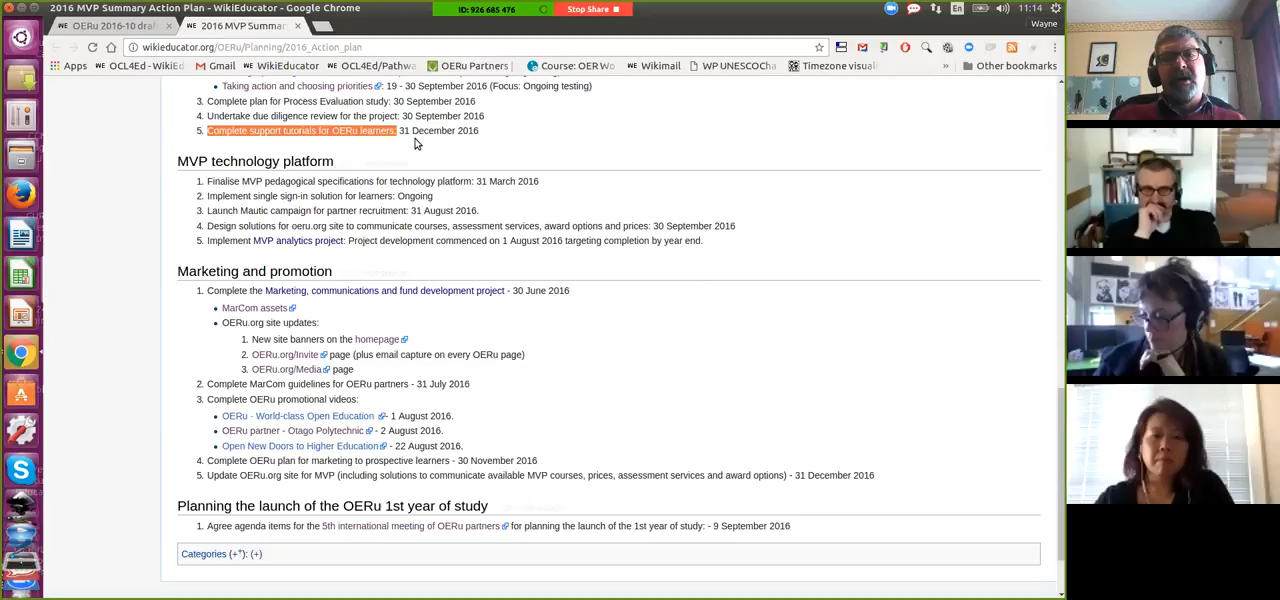 2016 MVP Summary Action Plan - WikiEducator - Google Chrome
ID: 926 685 476
Stop Share
En
11:14
OERu 2016-10 draf
2016 MVP Summary
Wayne
wikieducator.org/OERu/Planning/2016_Action_plan
Apps
WE OCL4Ed - WikiEd
Gmail
WE WikiEducator
WE OCL4Ed/Pathwa
OERu Partners |
Course: OER Wo
WE Wikimail
WP UNESCOCha
Timezone visual
»
Other bookmarks
Taking action and choosing priorities: 19 - 30 September 2016 (Focus: Ongoing testing)
3. Complete plan for Process Evaluation study: 30 September 2016
4. Undertake due diligence review for the project: 30 September 2016
5. Complete support tutorials for OERu learners: 31 December 2016
MVP technology platform
1. Finalise MVP pedagogical specifications for technology platform: 31 March 2016
2. Implement single sign-in solution for learners: Ongoing
3. Launch Mautic campaign for partner recruitment: 31 August 2016.
4. Design solutions for oeru.org site to communicate courses, assessment services, award options and prices: 30 September 2016
5. Implement MVP analytics project: Project development commenced on 1 August 2016 targeting completion by year end.
Marketing and promotion
1. Complete the Marketing, communications and fund development project - 30 June 2016
MarCom assets
OERu.org site updates:
1. New site banners on the homepage
2. OERu.org/Invite page (plus email capture on every OERu page)
3. OERu.org/Media page
2. Complete MarCom guidelines for OERu partners - 31 July 2016
3. Complete OERu promotional videos:
OERu - World-class Open Education - 1 August 2016.
OERu partner - Otago Polytechnic - 2 August 2016.
Open New Doors to Higher Education - 22 August 2016.
4. Complete OERu plan for marketing to prospective learners - 30 November 2016
5. Update OERu.org site for MVP (including solutions to communicate available MVP courses, prices, assessment services and award options) - 31 December 2016
Planning the launch of the OERu 1st year of study
1. Agree agenda items for the 5th international meeting of OERu partners for planning the launch of the 1st year of study: - 9 September 2016
Categories (++): (+)